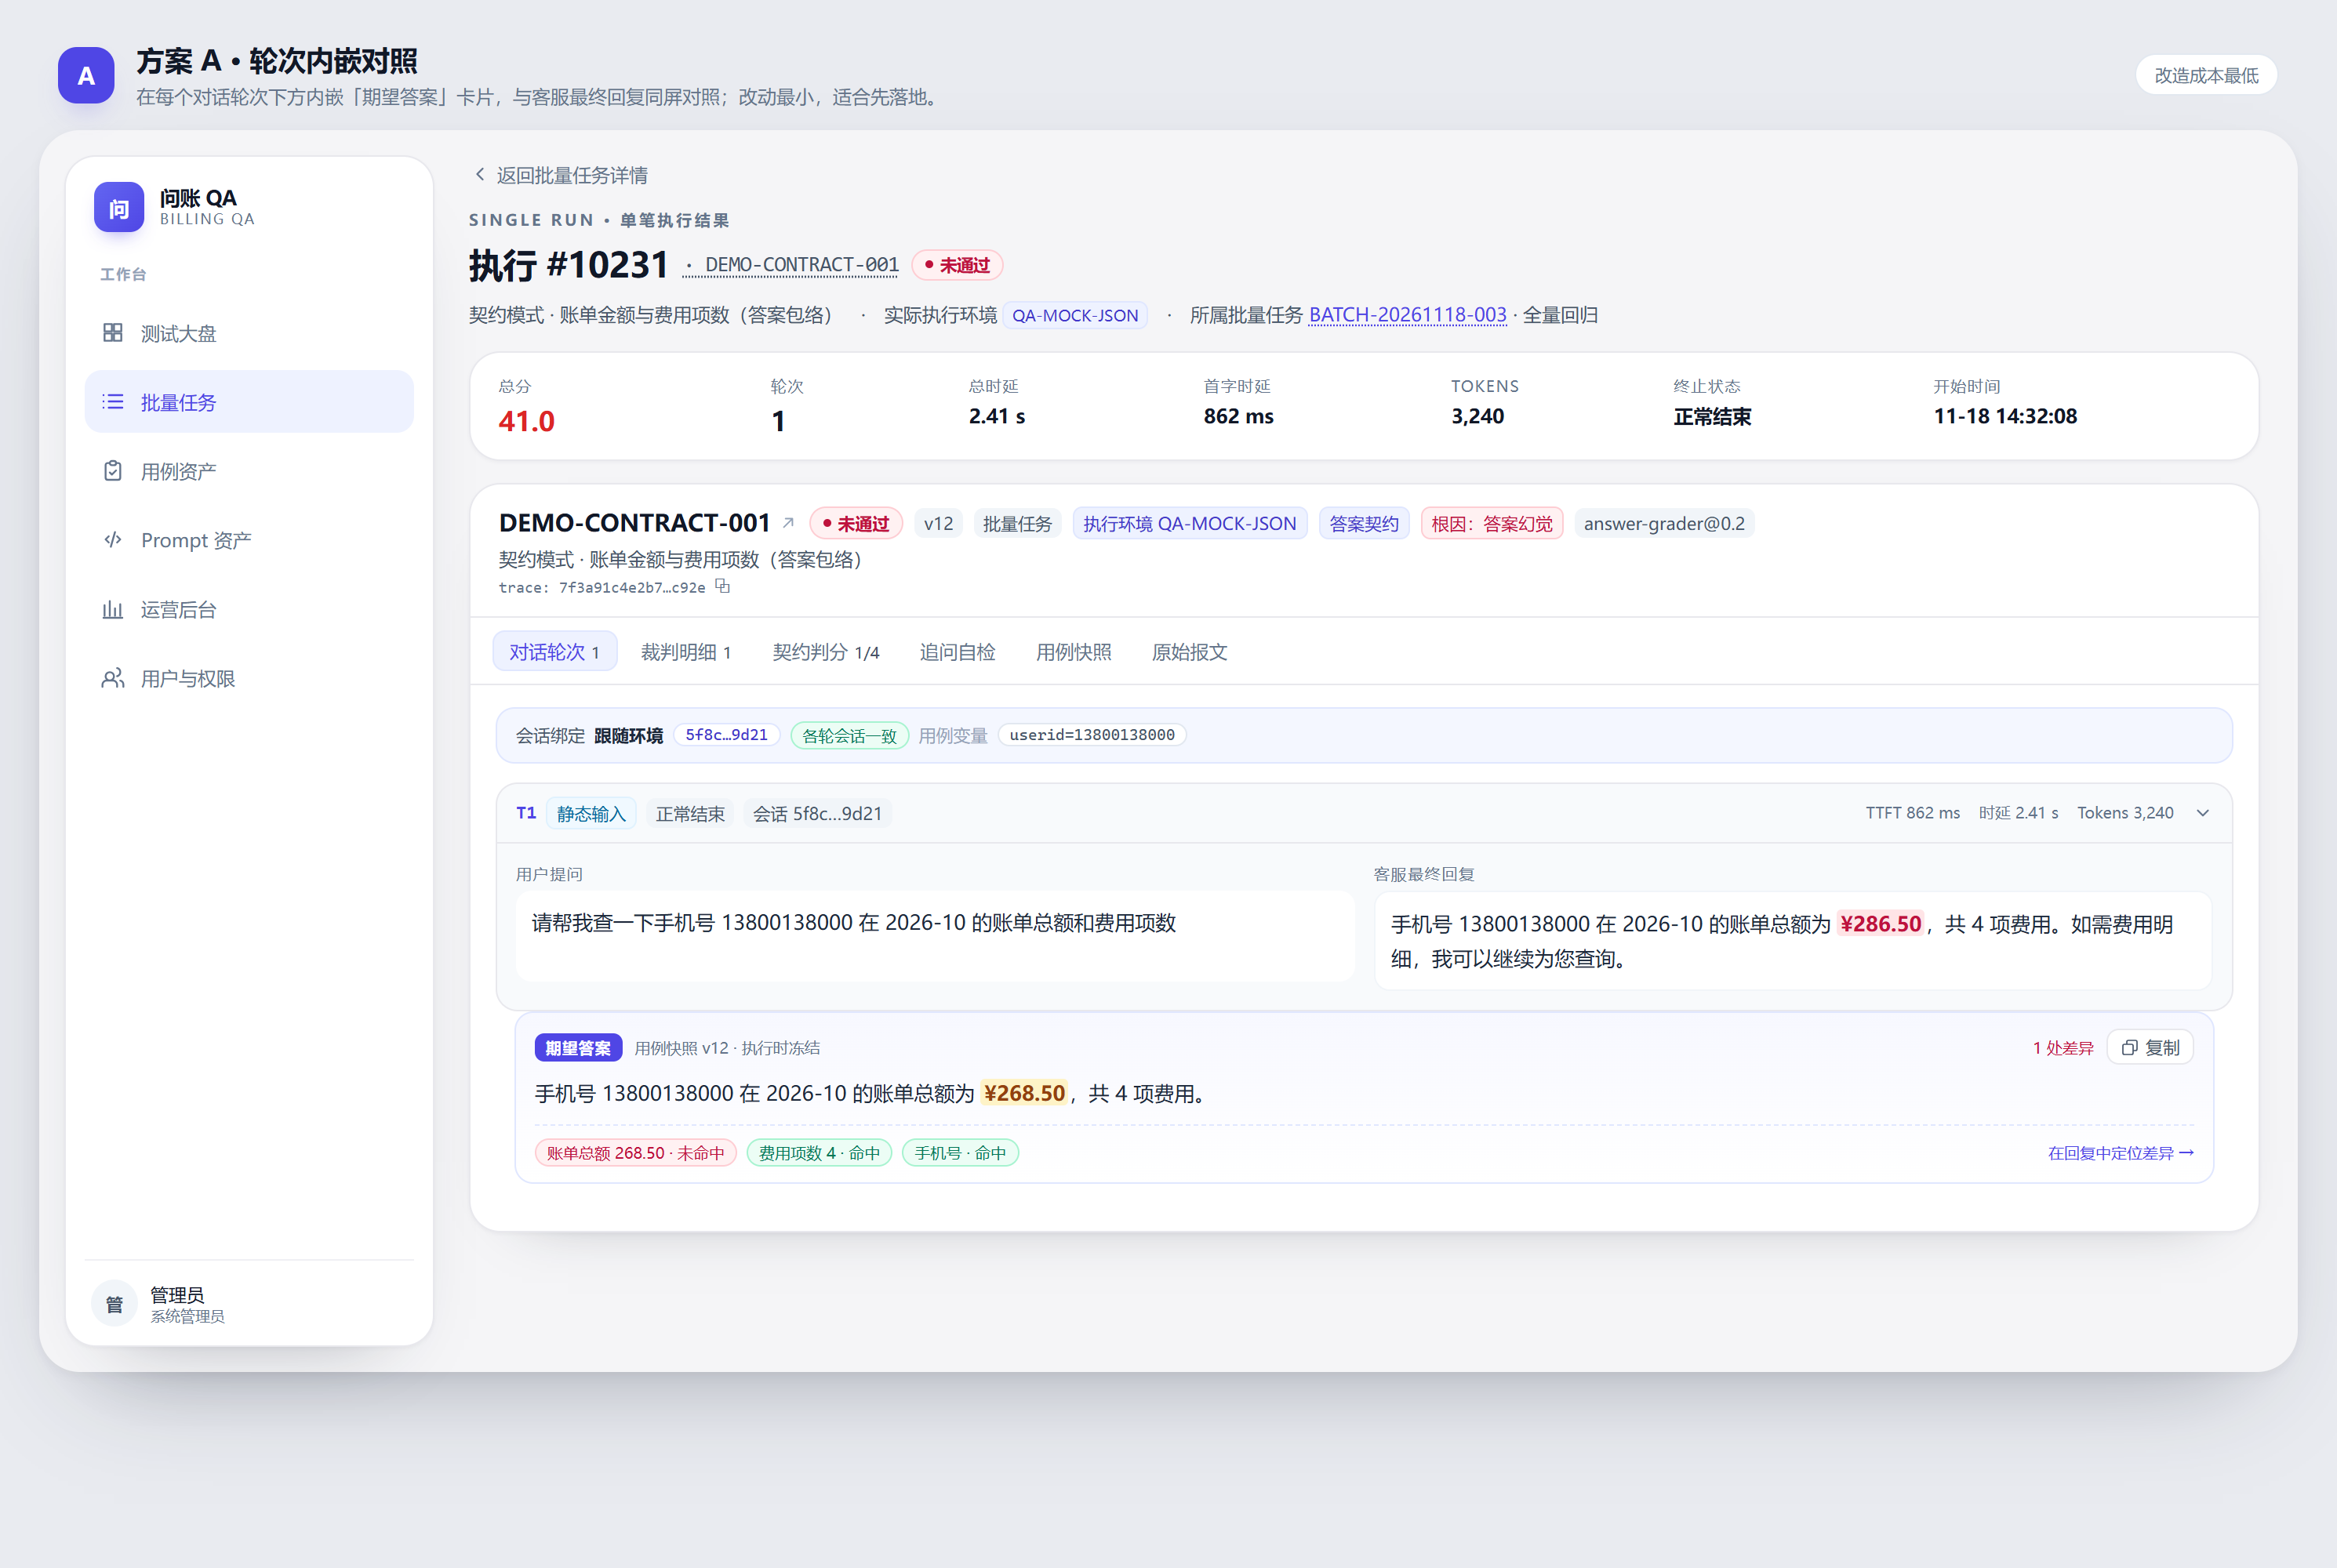 A
方案 A • 轮次内嵌对照
在每个对话轮次下方内嵌「期望答案」卡片，与客服最终回复同屏对照；改动最小，适合先落地。
改造成本最低
问
问账 QA
BILLING QA
工作台
测试大盘
批量任务
用例资产
Prompt 资产
运营后台
用户与权限
管
管理员
系统管理员
返回批量任务详情
SINGLE RUN • 单笔执行结果
执行 #10231 · DEMO-CONTRACT-001 未通过
契约模式 · 账单金额与费用项数（答案包络） · 实际执行环境 QA-MOCK-JSON · 所属批量任务 BATCH-20261118-003 · 全量回归
总分 轮次 总时延 首字时延 TOKENS 终止状态 开始时间
41.0 1 2.41 s 862 ms 3,240 正常结束 11-18 14:32:08
DEMO-CONTRACT-001 ↗ 未通过 v12 批量任务 执行环境 QA-MOCK-JSON 答案契约 根因：答案幻觉 answer-grader@0.2
契约模式 · 账单金额与费用项数（答案包络）
trace: 7f3a91c4e2b7…c92e
对话轮次 1 裁判明细 1 契约判分 1/4 追问自检 用例快照 原始报文
会话绑定 跟随环境 5f8c…9d21 各轮会话一致 用例变量 userid=13800138000
T1 静态输入 正常结束 会话 5f8c…9d21 TTFT 862 ms 时延 2.41 s Tokens 3,240
用户提问
请帮我查一下手机号 13800138000 在 2026-10 的账单总额和费用项数
客服最终回复
手机号 13800138000 在 2026-10 的账单总额为 ¥286.50，共 4 项费用。如需费用明
细，我可以继续为您查询。
期望答案 用例快照 v12 · 执行时冻结 1 处差异 复制
手机号 13800138000 在 2026-10 的账单总额为 ¥268.50，共 4 项费用。
账单总额 268.50 · 未命中 费用项数 4 · 命中 手机号 · 命中 在回复中定位差异 →